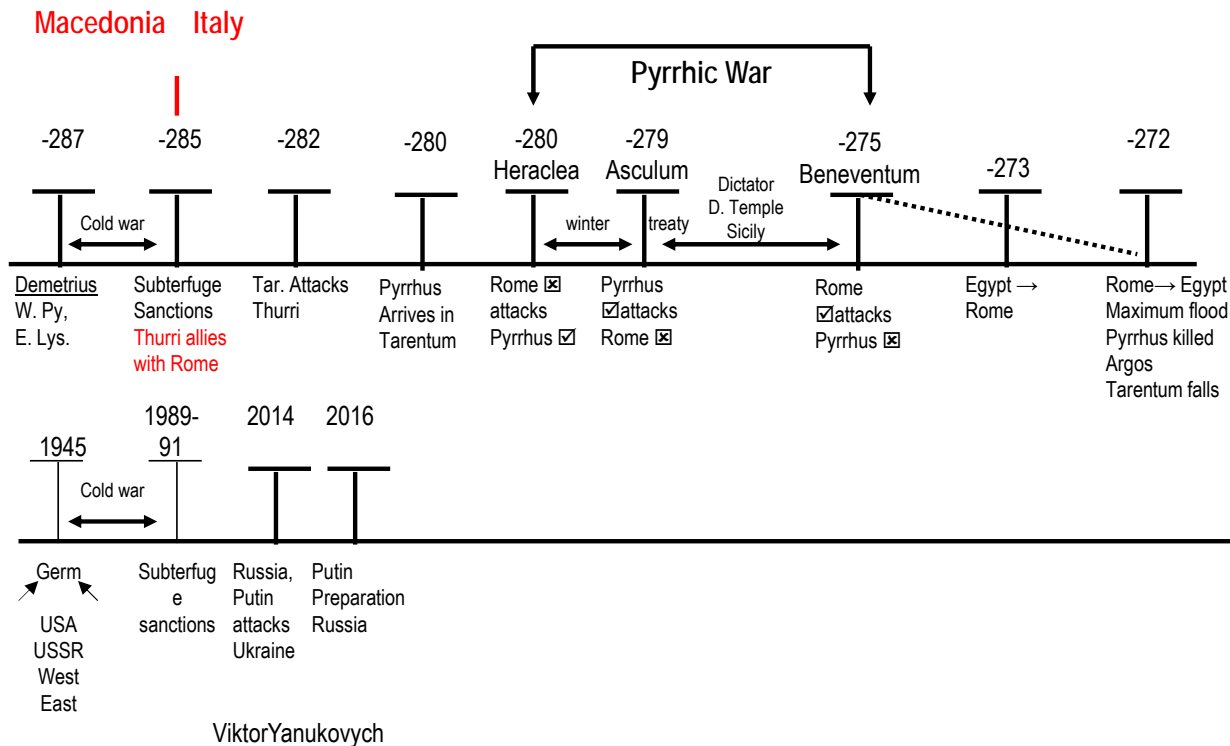 Macedonia Italy
Pyrrhic War
-287
-285
-282
-280
-280
Heraclea
-279
Asculum
-275
Beneventum
-273
-272
Cold war
winter
treaty
Dictator
D. Temple
Sicily
Demetrius
W. Py,
E. Lys.
Subterfuge
Sanctions
Thurri allies
with Rome
Tar. Attacks
Thurri
Pyrrhus
Arrives in
Tarentum
Rome ☒
attacks
Pyrrhus ☑
Pyrrhus
☑attacks
Rome ☒
Rome
☑attacks
Pyrrhus ☒
Egypt →
Rome
Rome→ Egypt
Maximum flood
Pyrrhus killed
Argos
Tarentum falls
1945
1989-
91
2014
2016
Cold war
Germ
USA
USSR
West
East
Subterfug
e
sanctions
Russia,
Putin
attacks
Ukraine
Putin
Preparation
Russia
ViktorYanukovych